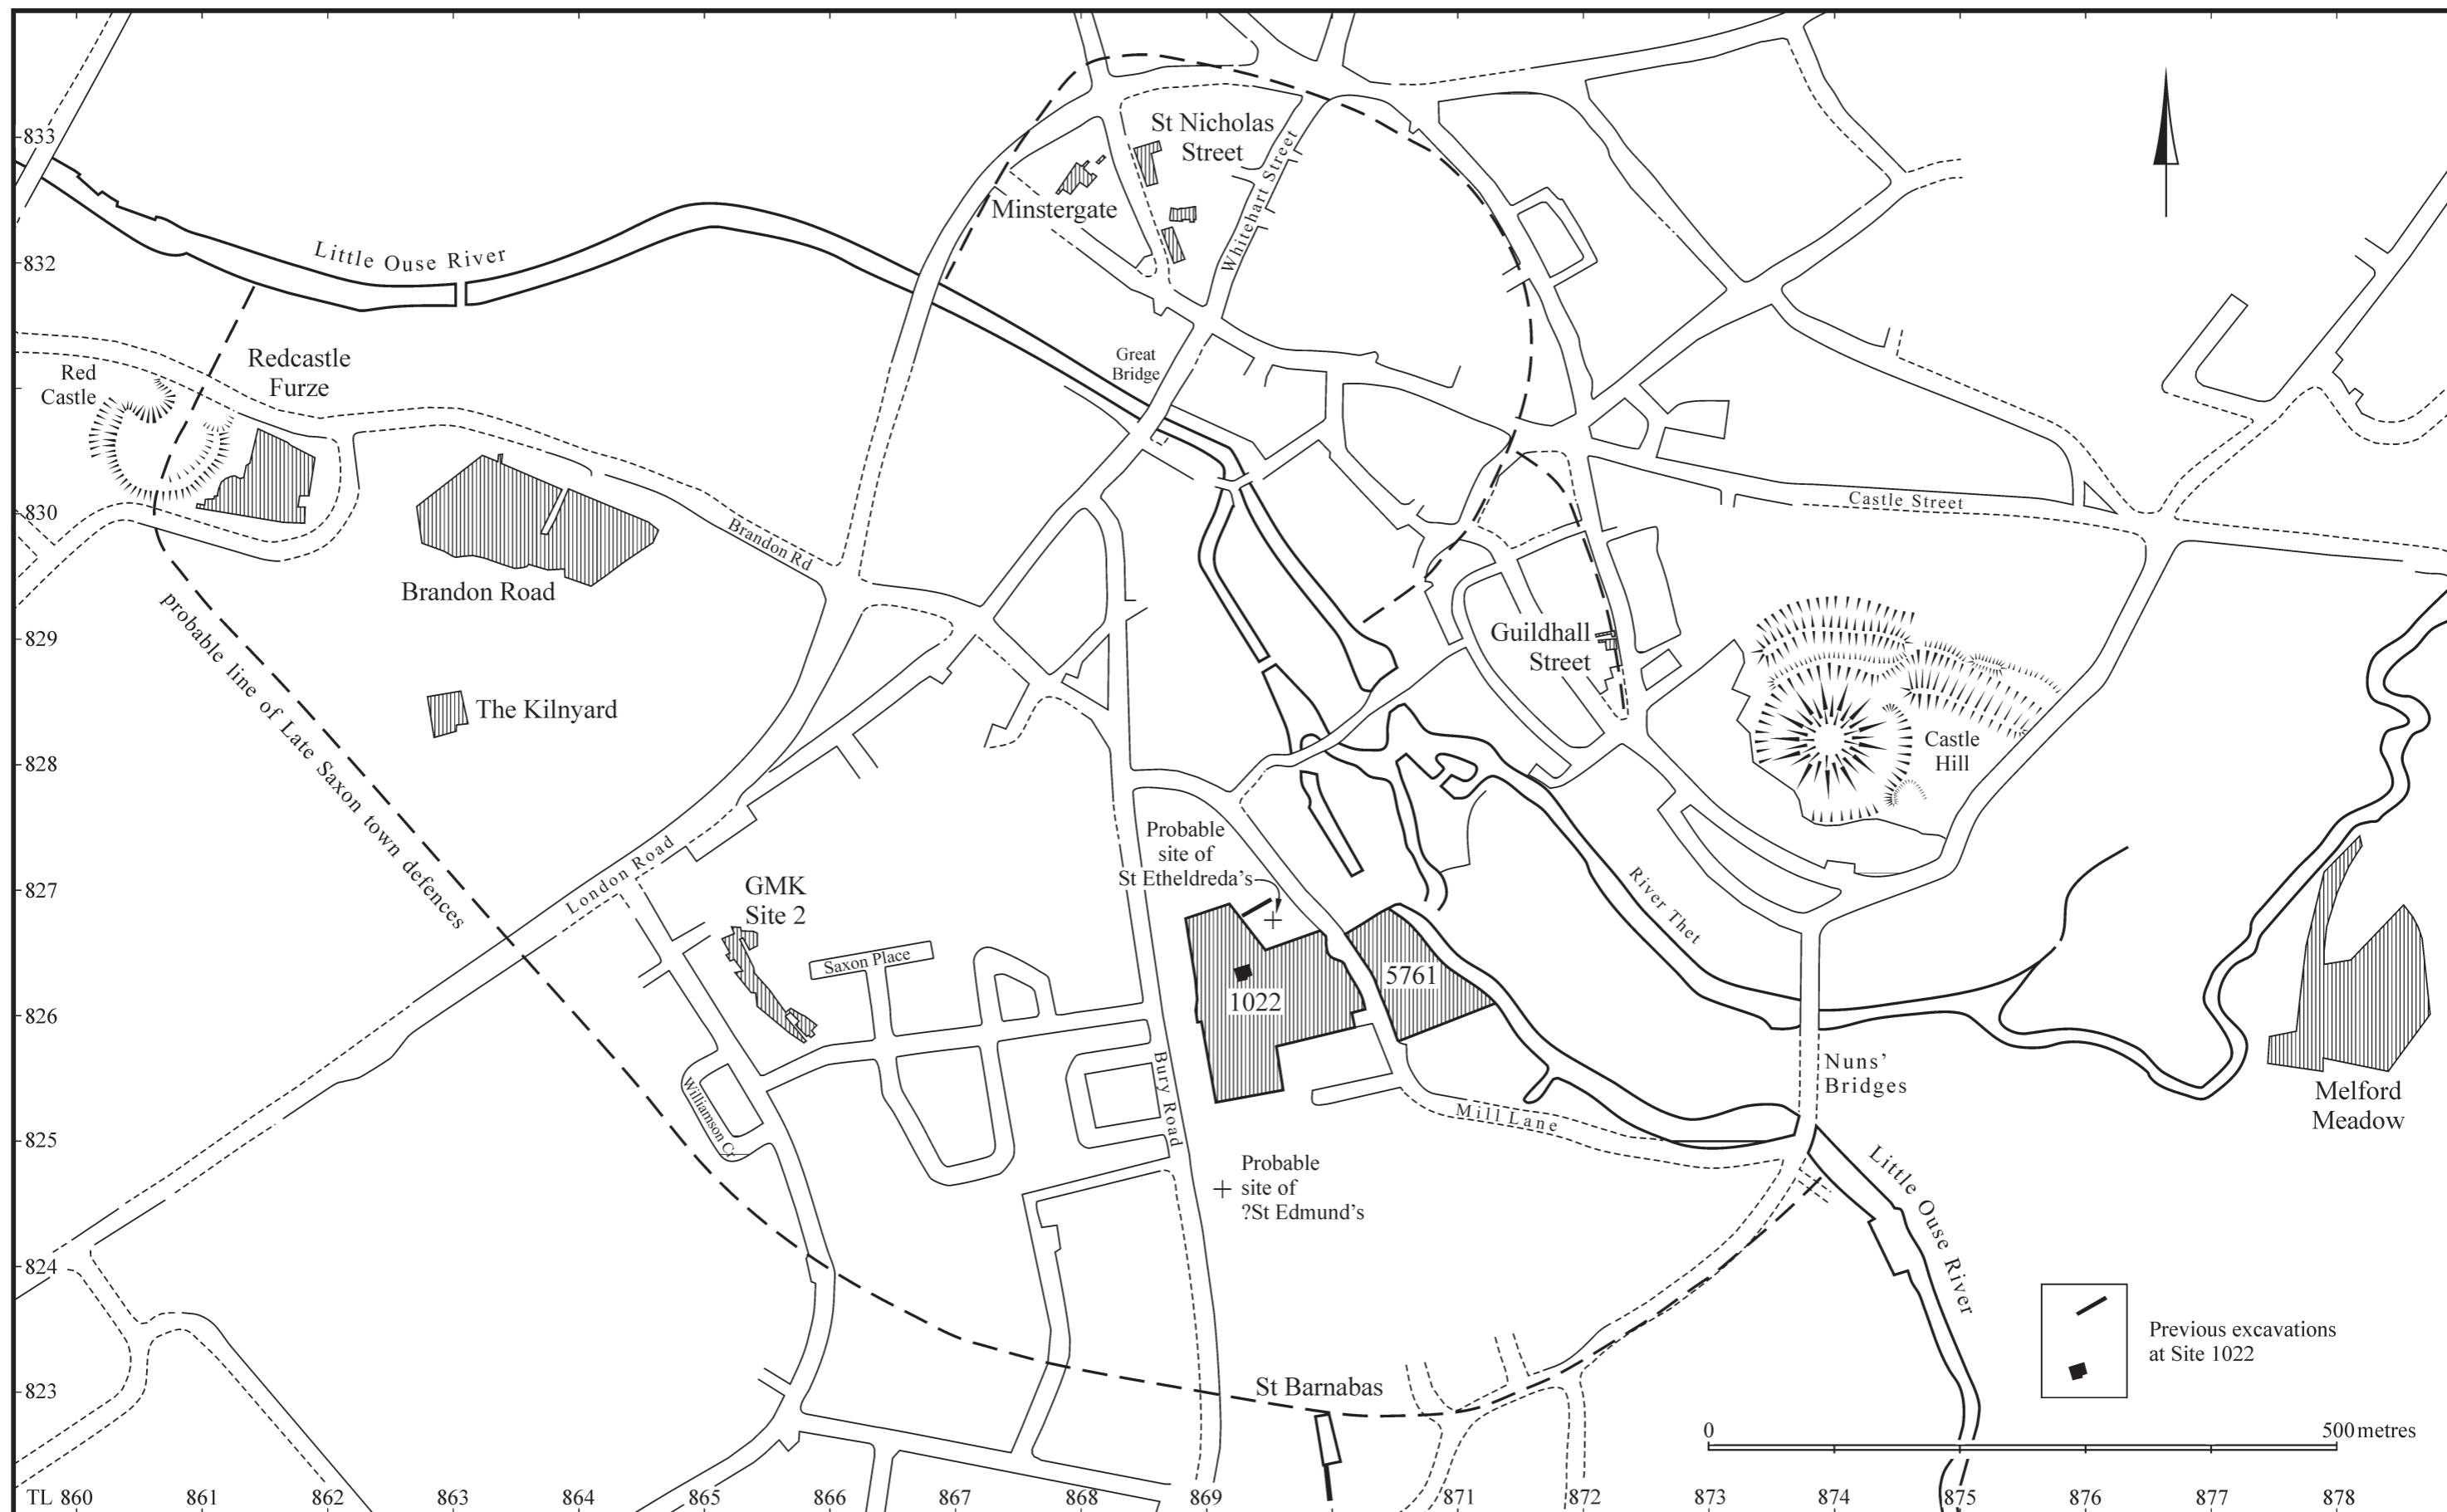 833
832
830
829
828
827
826
825
824
823
TL 860
861
862
863
864
865
866
867
868
869
871
872
873
874
875
876
877
878
St Nicholas
Street
Minstergate
Whitehart Street
Little Ouse River
Great
Bridge
Red
Castle
Redcastle
Furze
Brandon Rd
Brandon Road
Castle Street
probable line of Late Saxon town defences
The Kilnyard
Guildhall
Street
Castle
Hill
London Road
GMK
Site 2
Saxon Place
Probable
site of
St Etheldreda's
River Thet
1022
5761
Williamson Cr
Bury Road
Mill Lane
Nuns'
Bridges
Melford
Meadow
Probable
site of
?St Edmund's
Little Ouse River
St Barnabas
Previous excavations
at Site 1022
0
500 metres